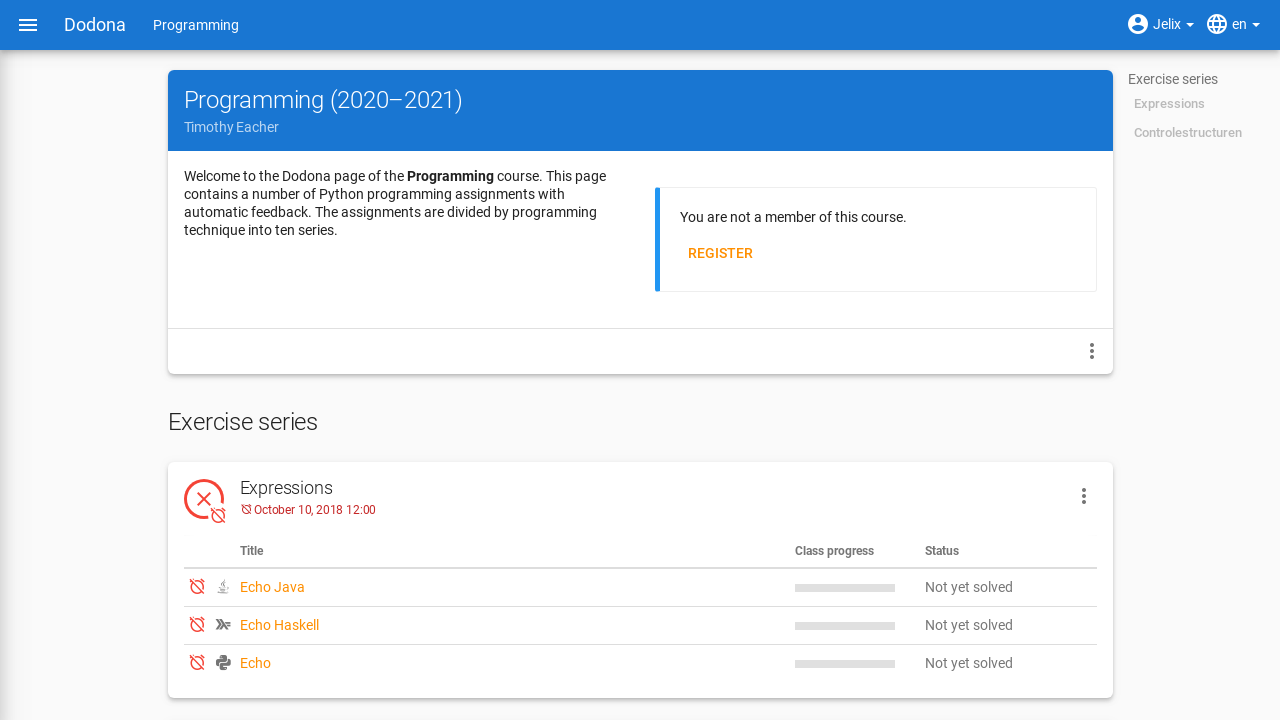 Dodona
Programming
Jelix
en
Programming (2020–2021)
Timothy Eacher
Welcome to the Dodona page of the Programming course. This page
contains a number of Python programming assignments with
automatic feedback. The assignments are divided by programming
technique into ten series.
You are not a member of this course.
REGISTER
Exercise series
Expressions
Controlestructuren
Exercise series
Expressions
October 10, 2018 12:00
Title Class progress Status
Echo Java Not yet solved
Echo Haskell Not yet solved
Echo Not yet solved